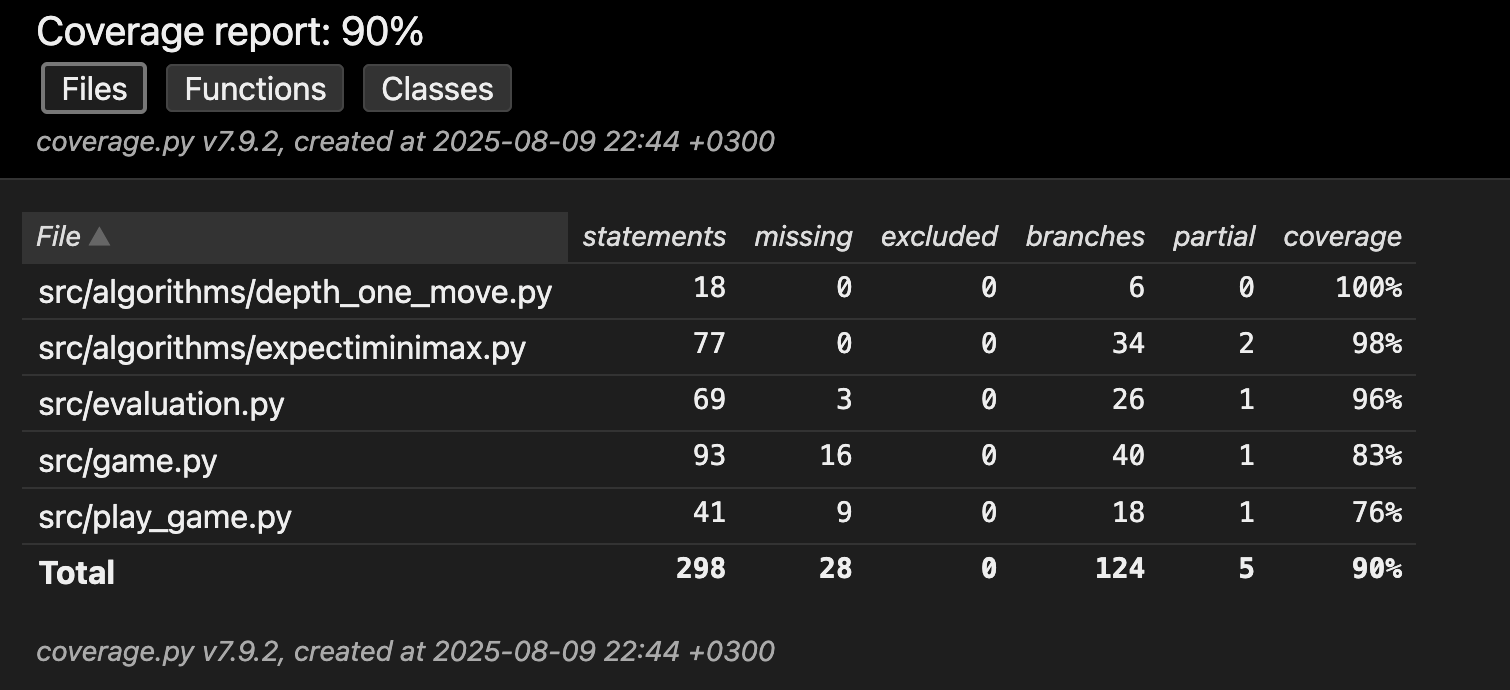 Coverage report: 90%
Files Functions Classes
coverage.py v7.9.2, created at 2025-08-09 22:44 +0300
File ▲ statements missing excluded branches partial coverage
src/algorithms/depth_one_move.py 18 0 0 6 0 100%
src/algorithms/expectiminimax.py 77 0 0 34 2 98%
src/evaluation.py 69 3 0 26 1 96%
src/game.py 93 16 0 40 1 83%
src/play_game.py 41 9 0 18 1 76%
Total 298 28 0 124 5 90%
coverage.py v7.9.2, created at 2025-08-09 22:44 +0300